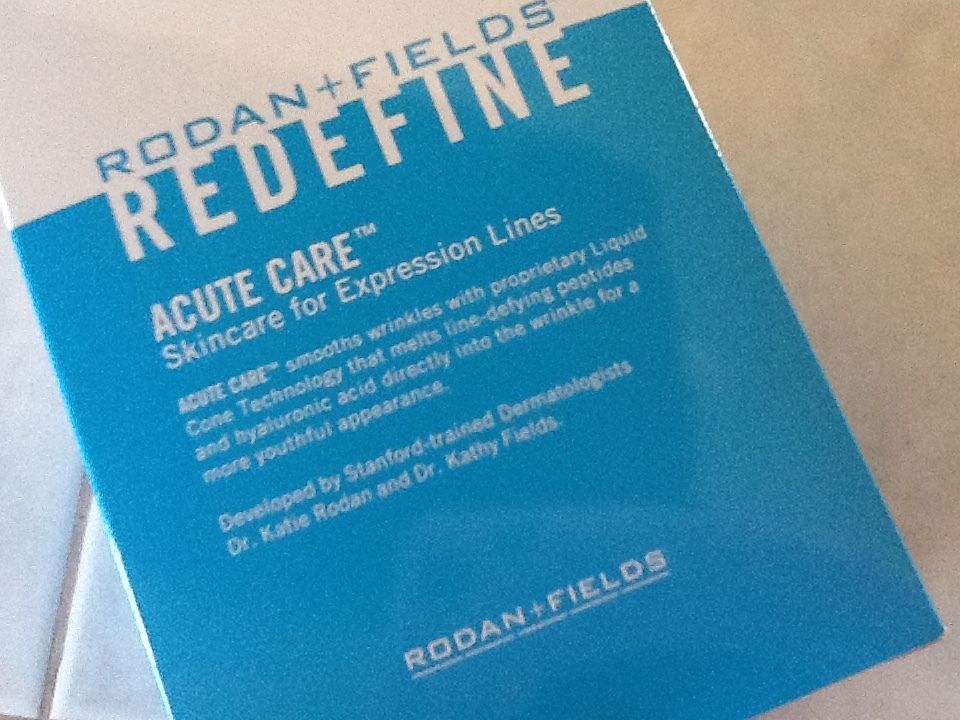 RODAN+FIELDS
REDEFINE
ACUTE CARE™
Skincare for Expression Lines
ACUTE CARE™ smooths wrinkles with proprietary Liquid
Cone Technology that melts line-defying peptides
and hyaluronic acid directly into the wrinkle for a
more youthful appearance.
Developed by Stanford-trained Dermatologists
Dr. Katie Rodan and Dr. Kathy Fields.
RODAN+FIELDS